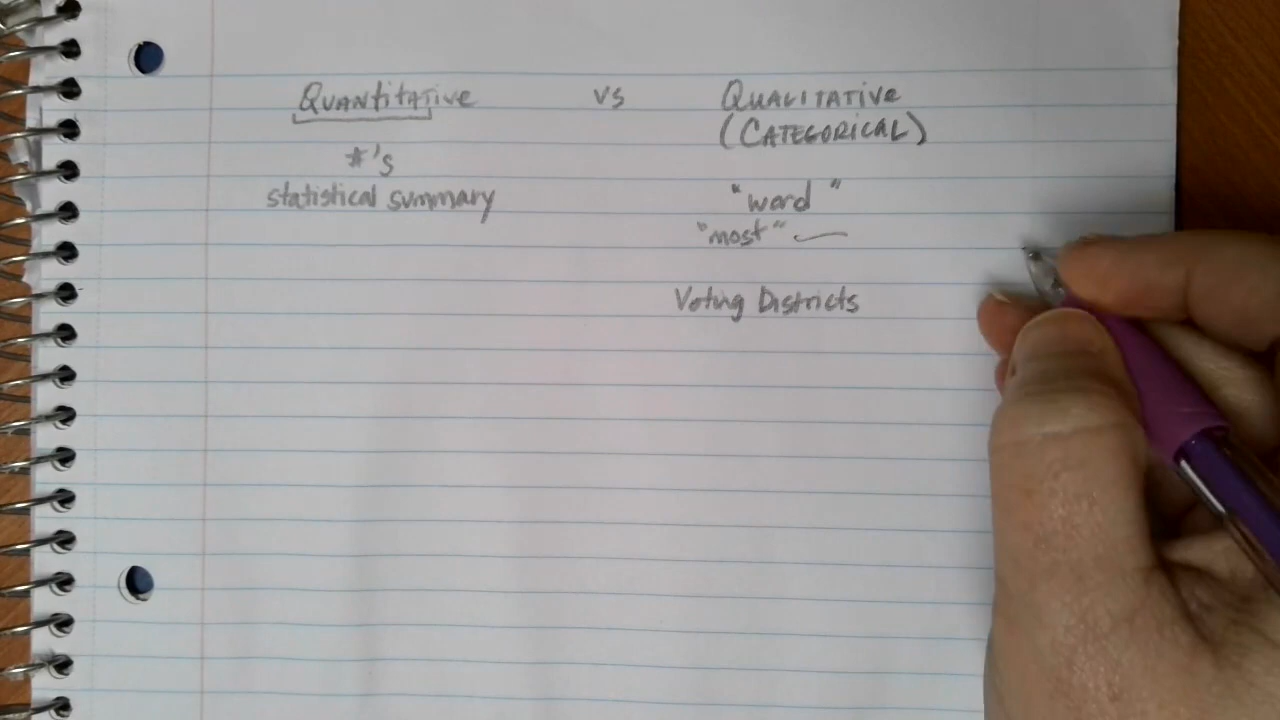 Quantitative vs Qualitative
(Categorical)
#'s
statistical summary
"word"
"most"
Voting Districts